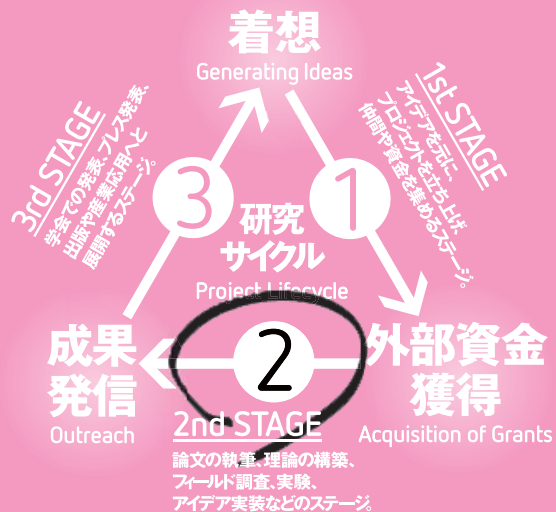 着想
Generating Ideas
1st STAGE
アイデアを元に、
プロジェクトを立ち上げ、
仲間や資金を集めるステージ。
3rd STAGE
学会での発表、プレス発表、
出版や産業応用へと
展開するステージ。
3
1
研究
サイクル
Project Lifecycle
成果
発信
Outreach
2
外部資金
獲得
Acquisition of Grants
2nd STAGE
論文の執筆、理論の構築、
フィールド調査、実験、
アイデア実装などのステージ。